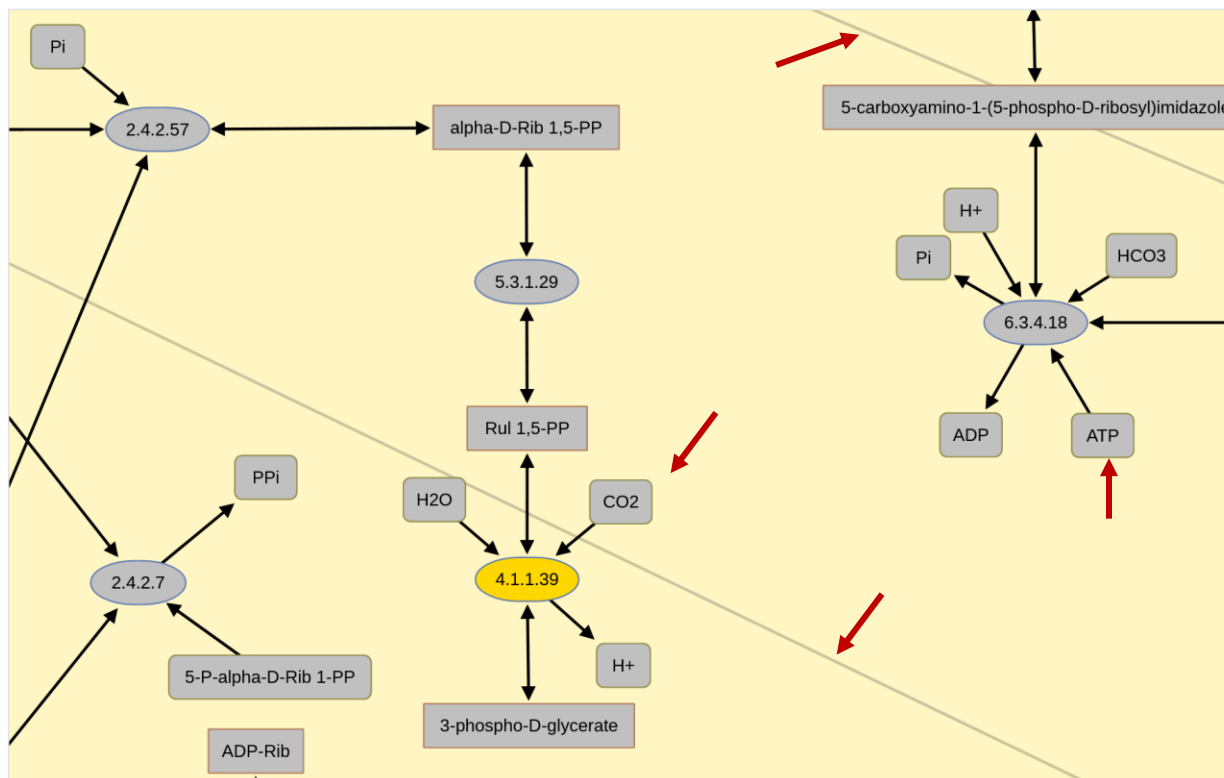 Pi
5-carboxyamino-1-(5-phospho-D-ribosyl)imidazole
2.4.2.57
alpha-D-Rib 1,5-PP
H+
Pi
HCO3
5.3.1.29
6.3.4.18
Rul 1,5-PP
ADP
ATP
PPi
H2O
CO2
2.4.2.7
4.1.1.39
H+
5-P-alpha-D-Rib 1-PP
3-phospho-D-glycerate
ADP-Rib